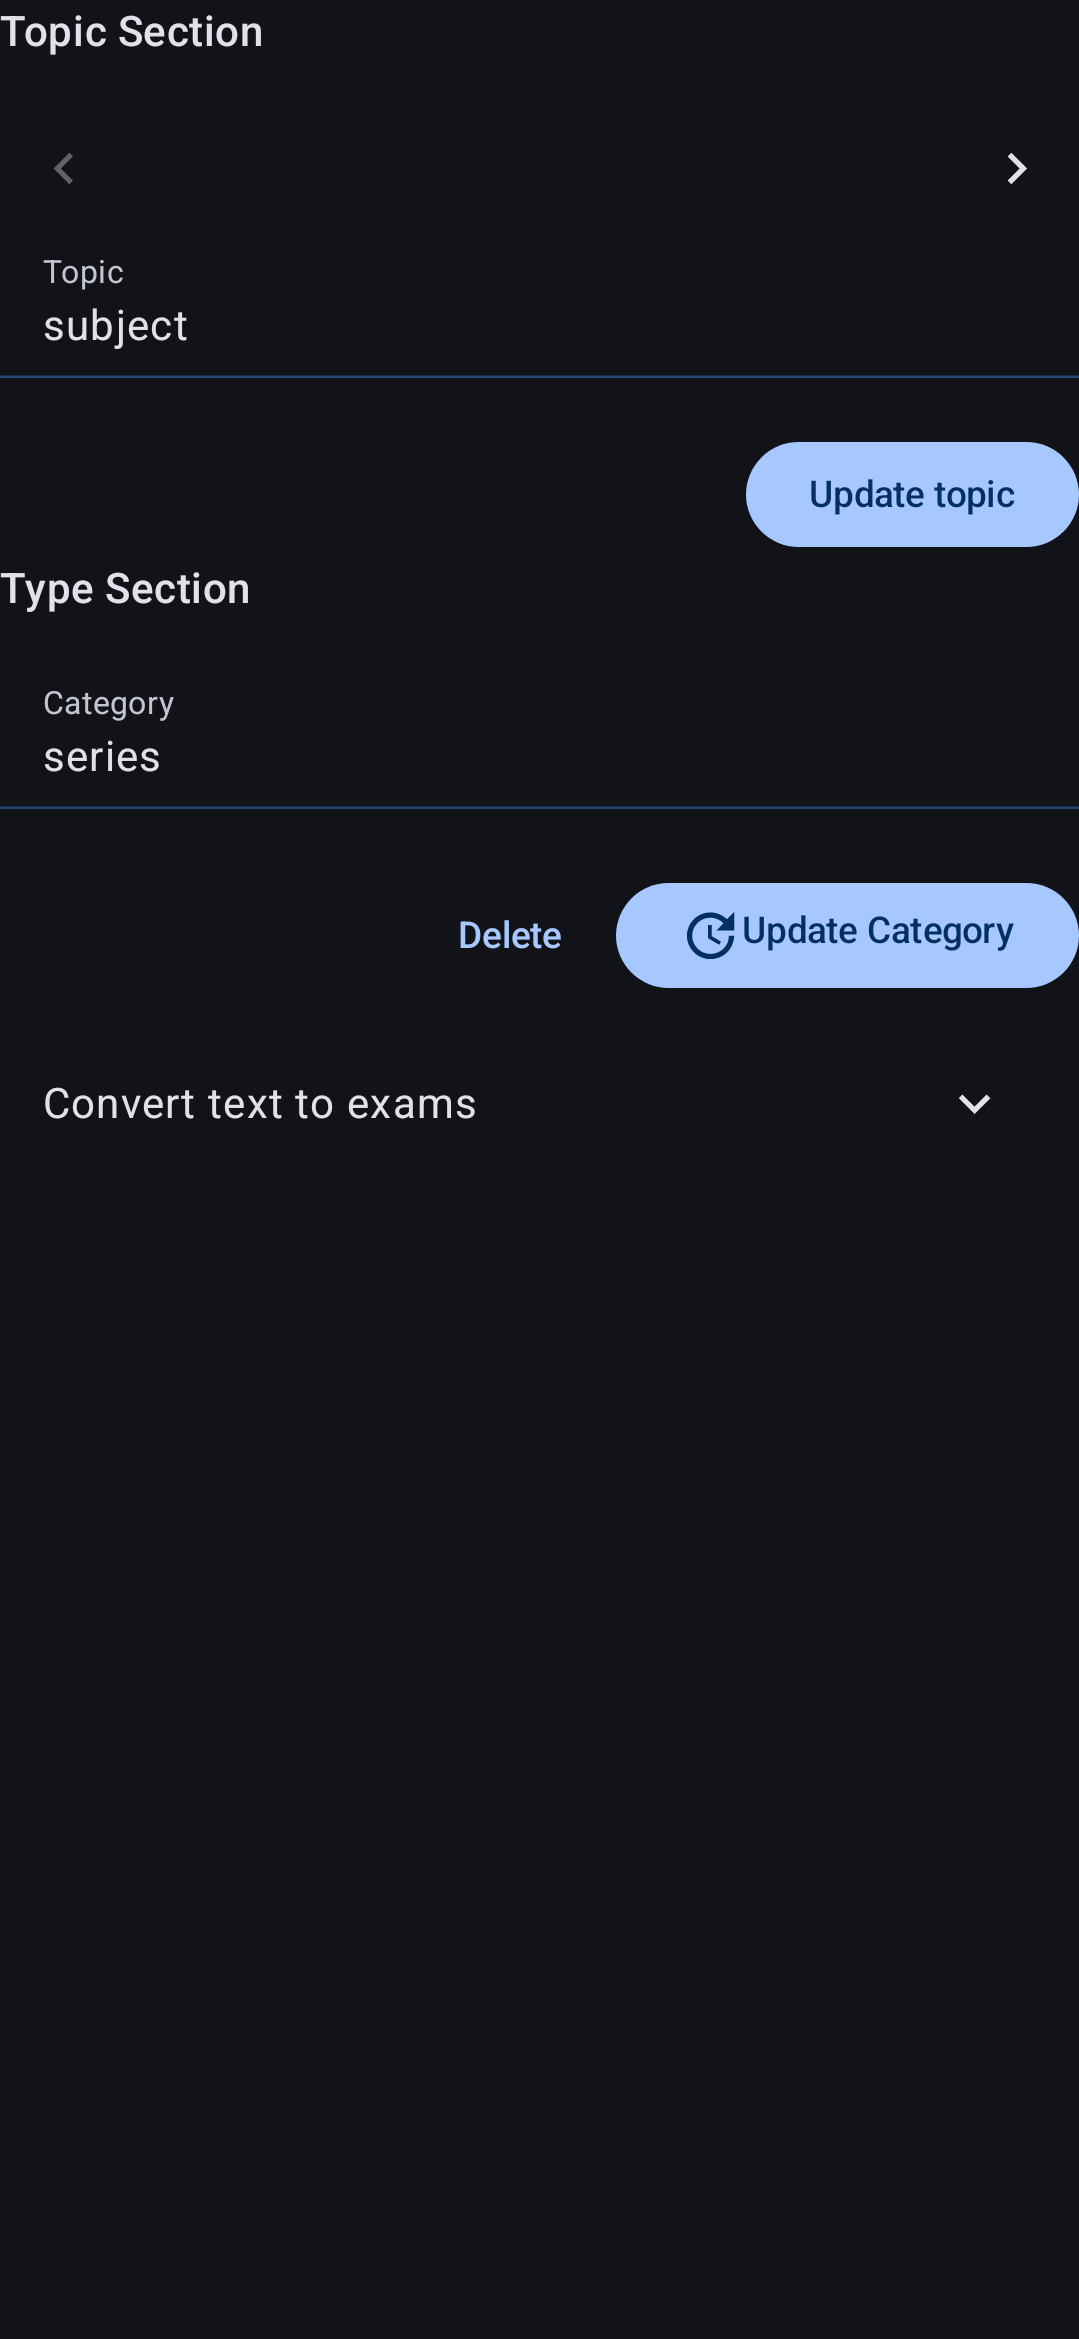 Topic Section
Topic
subject
Update topic
Type Section
Category
series
Delete
Update Category
Convert text to exams